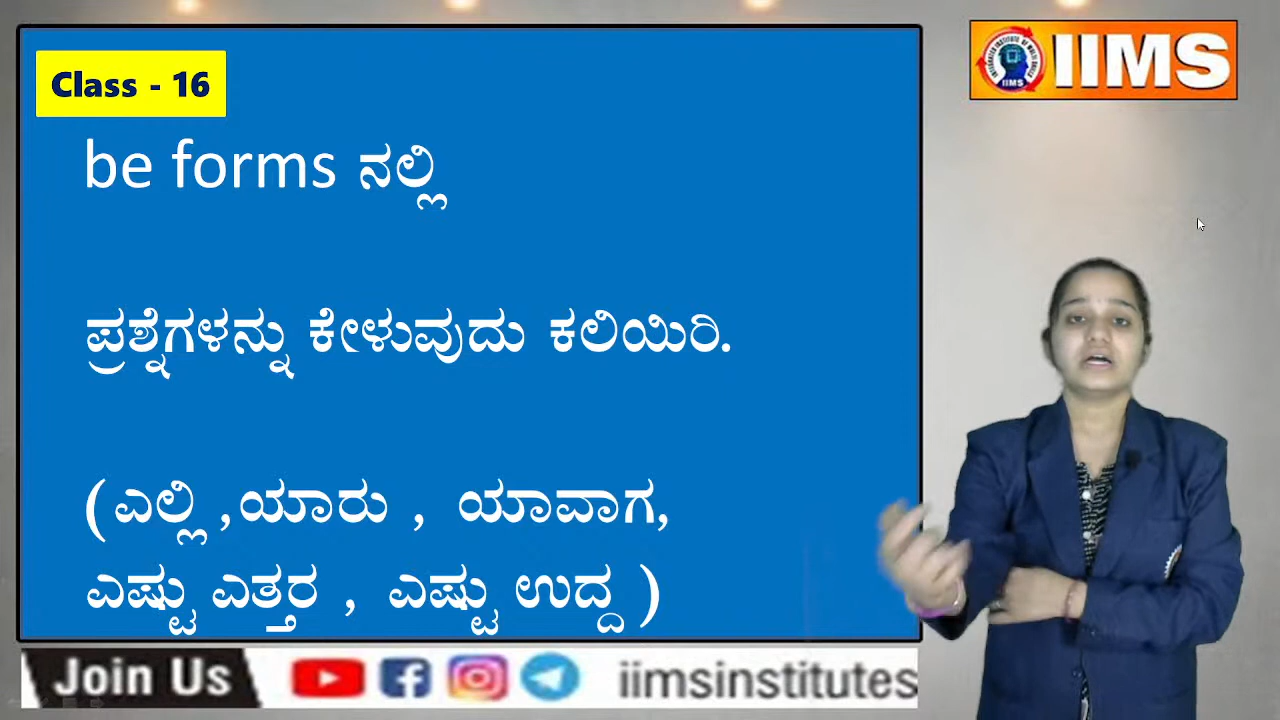 Class - 16
IIMS
be forms ನಲ್ಲಿ
ಪ್ರಶ್ನೆಗಳನ್ನು ಕೇಳುವುದು ಕಲಿಯಿರಿ.
(ಎಲ್ಲಿ ,ಯಾರು , ಯಾವಾಗ,
ಎಷ್ಟು ಎತ್ತರ , ಎಷ್ಟು ಉದ್ದ )
Join Us iimsinstitutes